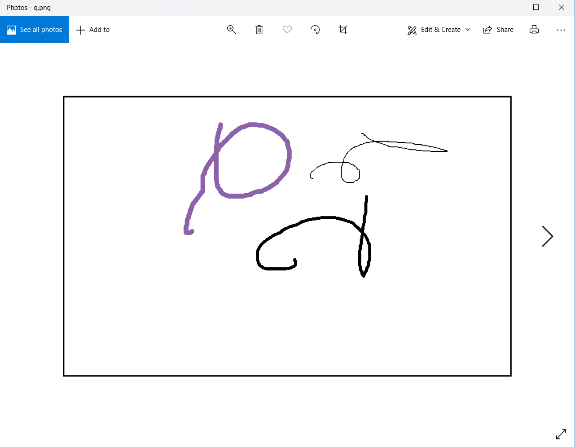 Photos - g.png
See all photos
Add to
Edit & Create
Share